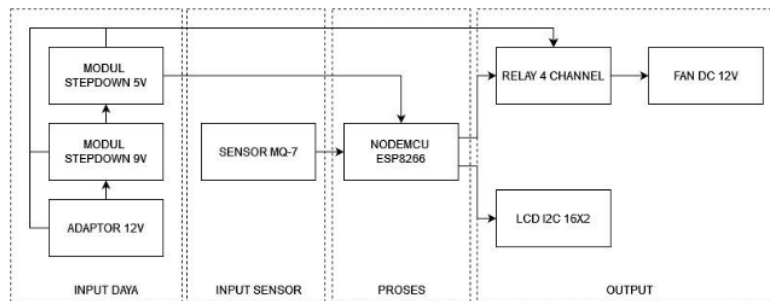 MODUL
STEPDOWN 5V
RELAY 4 CHANNEL
FAN DC 12V
MODUL
STEPDOWN 9V
SENSOR MQ-7
NODEMCU
ESP8266
ADAPTOR 12V
LCD I2C 16X2
INPUT DAYA
INPUT SENSOR
PROSES
OUTPUT